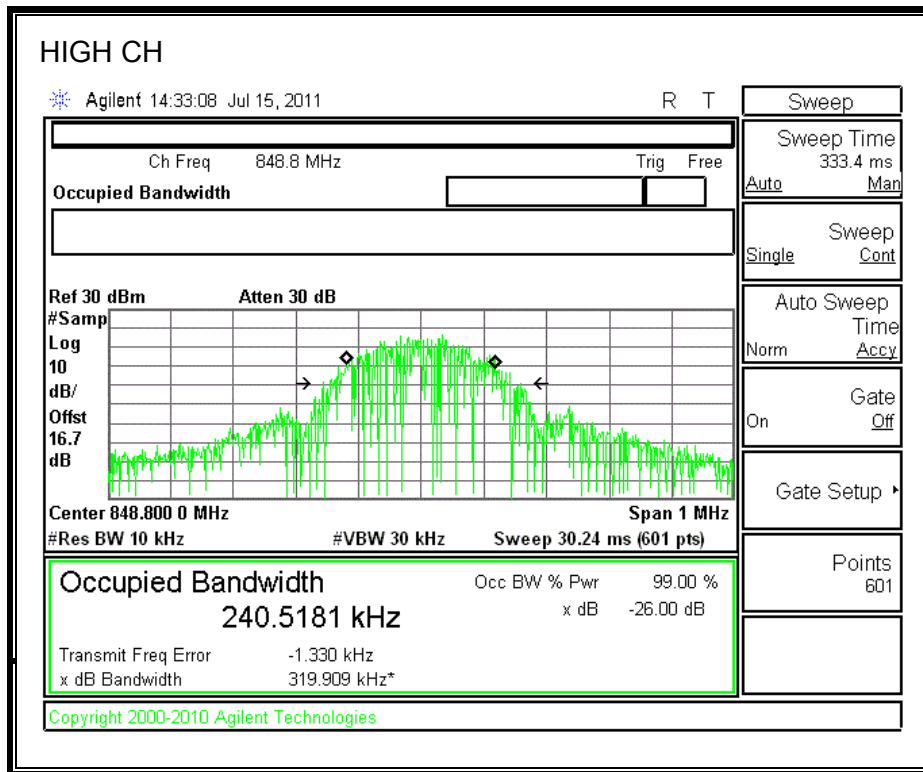 HIGH CH
Agilent 14:33:08 Jul 15, 2011
R T
Ch Freq 848.8 MHz
Trig Free
Occupied Bandwidth
Ref 30 dBm
Atten 30 dB
#Samp
Log
10
dB/
Offst
16.7
dB
Center 848.800 0 MHz
Span 1 MHz
#Res BW 10 kHz
#VBW 30 kHz
Sweep 30.24 ms (601 pts)
Occupied Bandwidth
240.5181 kHz
Occ BW % Pwr 99.00 %
x dB -26.00 dB
Transmit Freq Error -1.330 kHz
x dB Bandwidth 319.909 kHz*
Copyright 2000-2010 Agilent Technologies
Sweep
Sweep Time
333.4 ms
Auto Man
Sweep
Single Cont
Auto Sweep
Time
Norm Accy
Gate
On Off
Gate Setup
Points
601